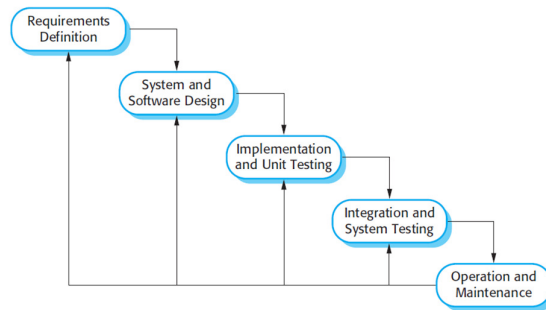 Requirements
Definition
System and
Software Design
Implementation
and Unit Testing
Integration and
System Testing
Operation and
Maintenance